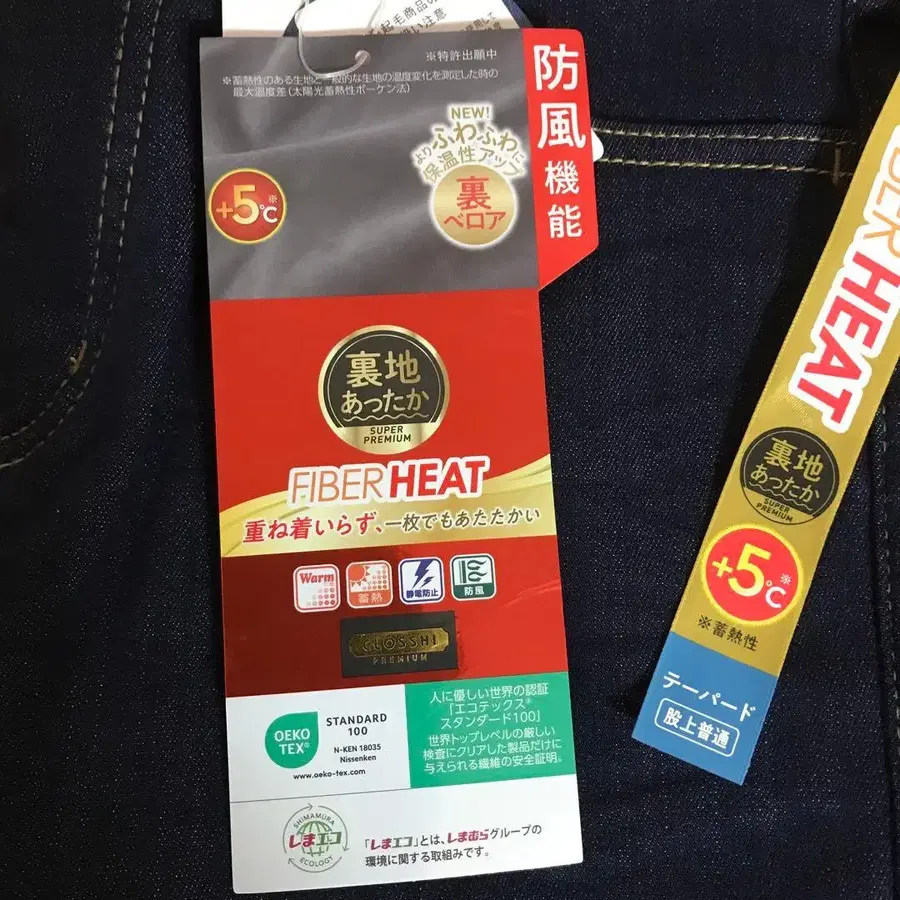 起毛商品の
い注意
※特許出願中
※蓄熱性のある生地と一般的な生地の温度変化を測定した時の
最大温度差(太陽光蓄熱性ボーケン法)
防風機能
NEW!
よりふわふわに
保温性アップ
裏
ベロア
+5℃※
裏地
あったか
SUPER
PREMIUM
FIBER HEAT
重ね着いらず、一枚でもあたたかい
Warm
蓄熱
静電防止
防風
CLOSSHI
PREMIUM
OEKO
TEX®
STANDARD
100
N-KEN 18035
Nissenken
www.oeko-tex.com
人に優しい世界の認証
「エコテックス®
スタンダード100」
世界トップレベルの厳しい
検査にクリアした製品だけに
与えられる繊維の安全証明。
SHIMAMURA
しまエコ
ECOLOGY
「しまエコ」とは、しまむらグループの
環境に関する取組みです。
BER HEAT
裏地
あったか
SUPER
PREMIUM
+5℃※
※蓄熱性
テーパード
股上普通